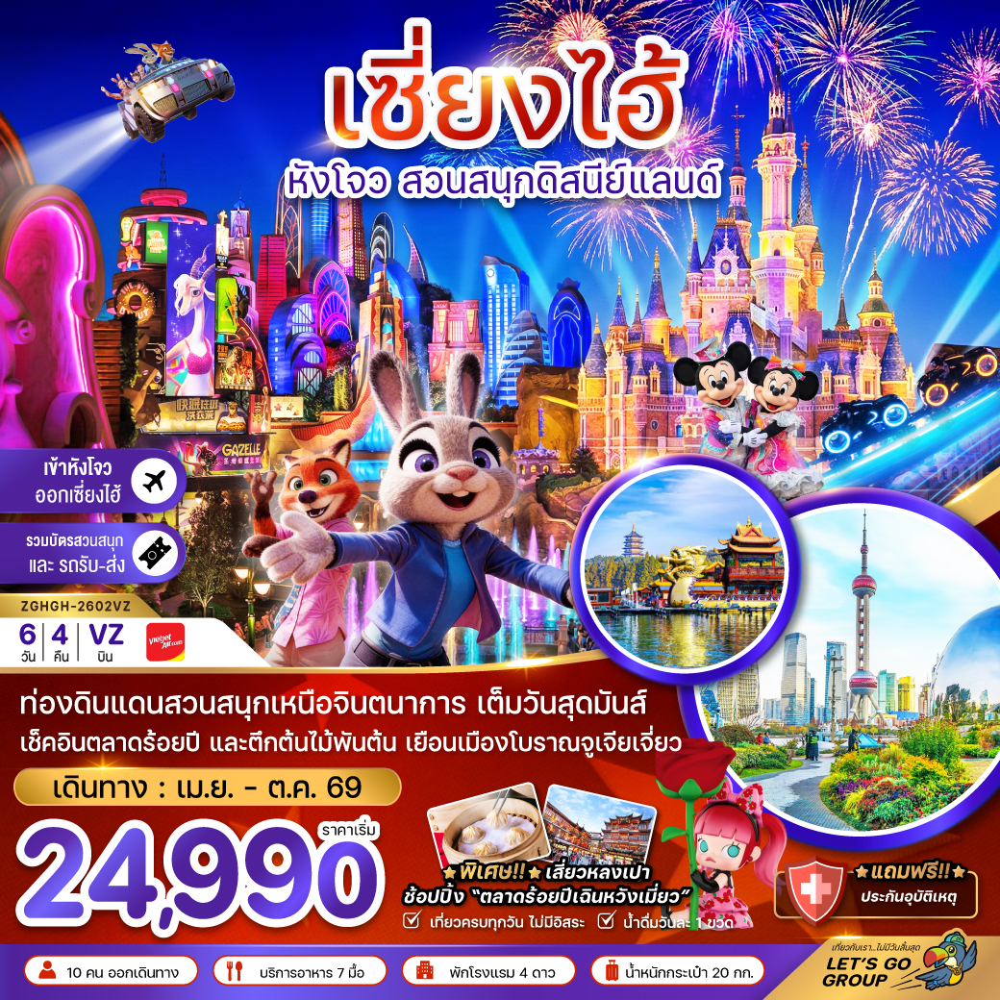 เซี่ยงไฮ้
หังโจว สวนสนุกดิสนีย์แลนด์
GAZELLE
เข้าหังโจว
ออกเซี่ยงไฮ้
รวมบัตรสวนสนุก
และ รถรับ-ส่ง
ZGHGH-2602VZ
6 วัน
4 คืน
VZ บิน
vietjet Air.com
ท่องดินแดนสวนสนุกเหนือจินตนาการ เต็มวันสุดมันส์
เช็คอินตลาดร้อยปี และตึกต้นไม้พันต้น เยือนเมืองโบราณจูเจียเจี่ยว
เดินทาง : เม.ย. - ต.ค. 69
ราคาเริ่ม
24,990
พิเศษ!! เสี่ยวหลงเปา
ช้อปปิ้ง “ตลาดร้อยปีเฉินหวังเมี่ยว”
เที่ยวครบทุกวัน ไม่มีอิสระ
น้ำดื่มวันละ 1 ขวด
แถมฟรี!!
ประกันอุบัติเหตุ
10 คน ออกเดินทาง
บริการอาหาร 7 มื้อ
พักโรงแรม 4 ดาว
น้ำหนักกระเป๋า 20 กก.
เที่ยวกับเรา...ไม่มีวันสิ้นสุด
LET'S GO
GROUP